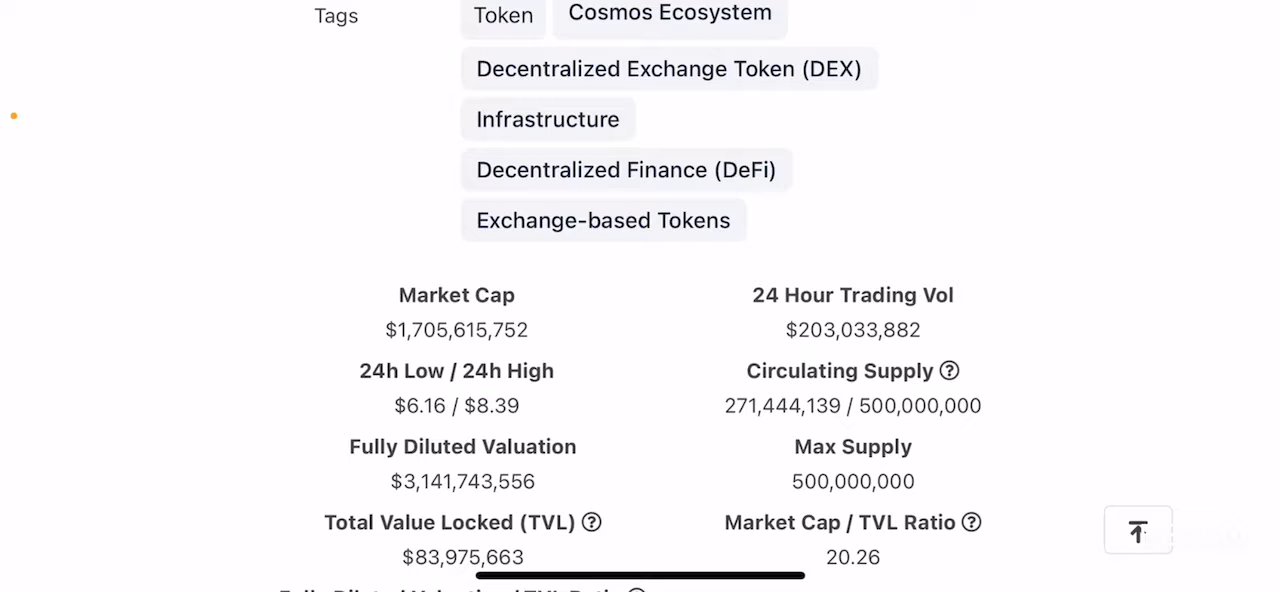 Tags Token Cosmos Ecosystem
Decentralized Exchange Token (DEX)
Infrastructure
Decentralized Finance (DeFi)
Exchange-based Tokens
Market Cap 24 Hour Trading Vol
$1,705,615,752 $203,033,882
24h Low / 24h High Circulating Supply ?
$6.16 / $8.39 271,444,139 / 500,000,000
Fully Diluted Valuation Max Supply
$3,141,743,556 500,000,000
Total Value Locked (TVL) ? Market Cap / TVL Ratio ?
$83,975,663 20.26